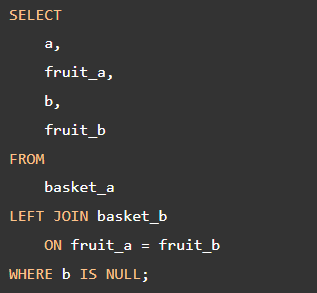 SELECT
    a,
    fruit_a,
    b,
    fruit_b
FROM
    basket_a
LEFT JOIN basket_b
    ON fruit_a = fruit_b
WHERE b IS NULL;